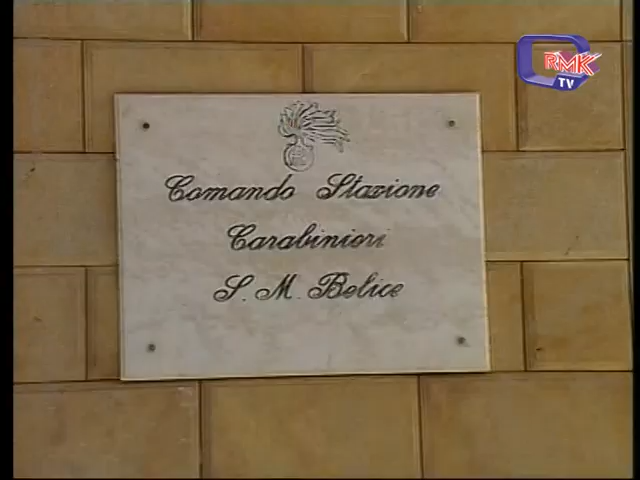 RMK
TV
Comando Stazione
Carabinieri
S. M. Belice